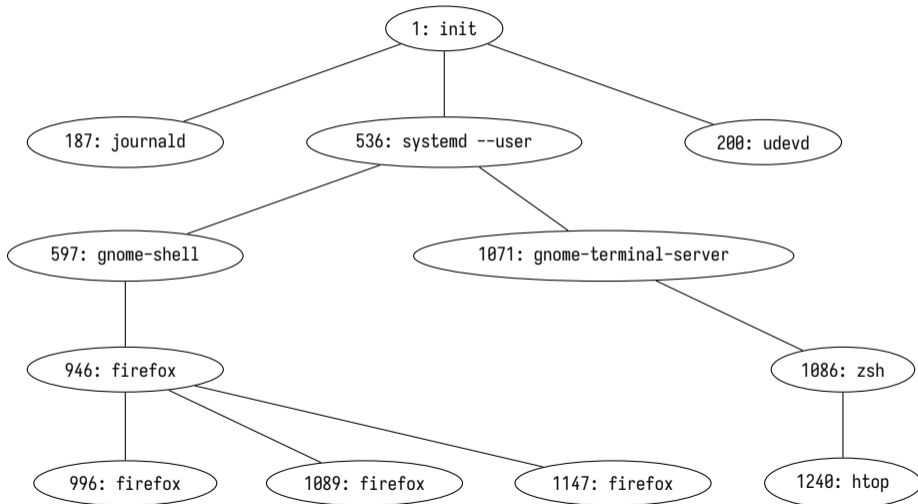 1: init
187: journald
536: systemd --user
200: udevd
597: gnome-shell
1071: gnome-terminal-server
946: firefox
1086: zsh
996: firefox
1089: firefox
1147: firefox
1240: htop